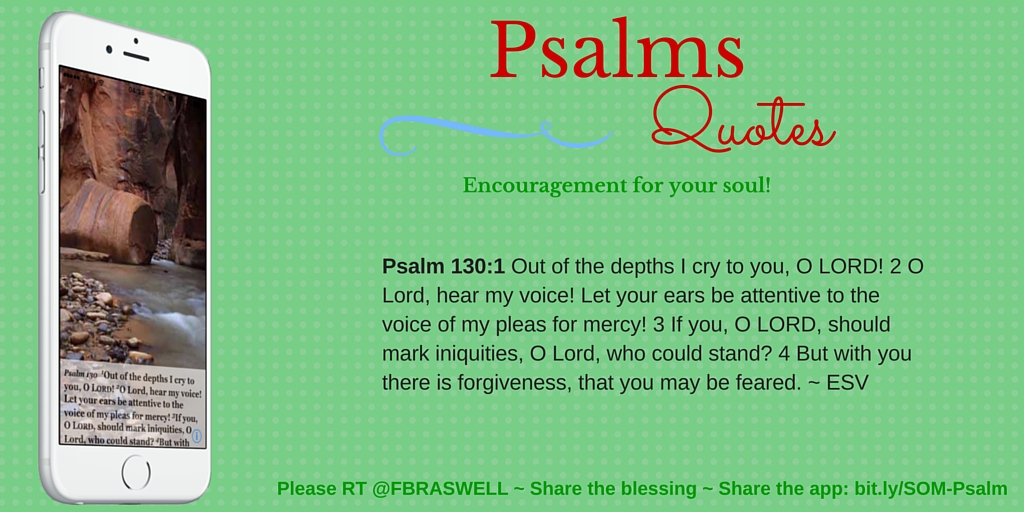 Psalms
Quotes
Encouragement for your soul!
Psalm 130:1 Out of the depths I cry to you, O LORD! 2 O
Lord, hear my voice! Let your ears be attentive to the
voice of my pleas for mercy! 3 If you, O LORD, should
mark iniquities, O Lord, who could stand? 4 But with you
there is forgiveness, that you may be feared. ~ ESV
Psalm 130 ¹Out of the depths I cry to
you, O LORD! ²O Lord, hear my voice!
Let your ears be attentive to the
voice of my pleas for mercy! ³If you,
O LORD, should mark iniquities, O
Lord, who could stand? ⁴But with
Please RT @FBRASWELL ~ Share the blessing ~ Share the app: bit.ly/SOM-Psalm